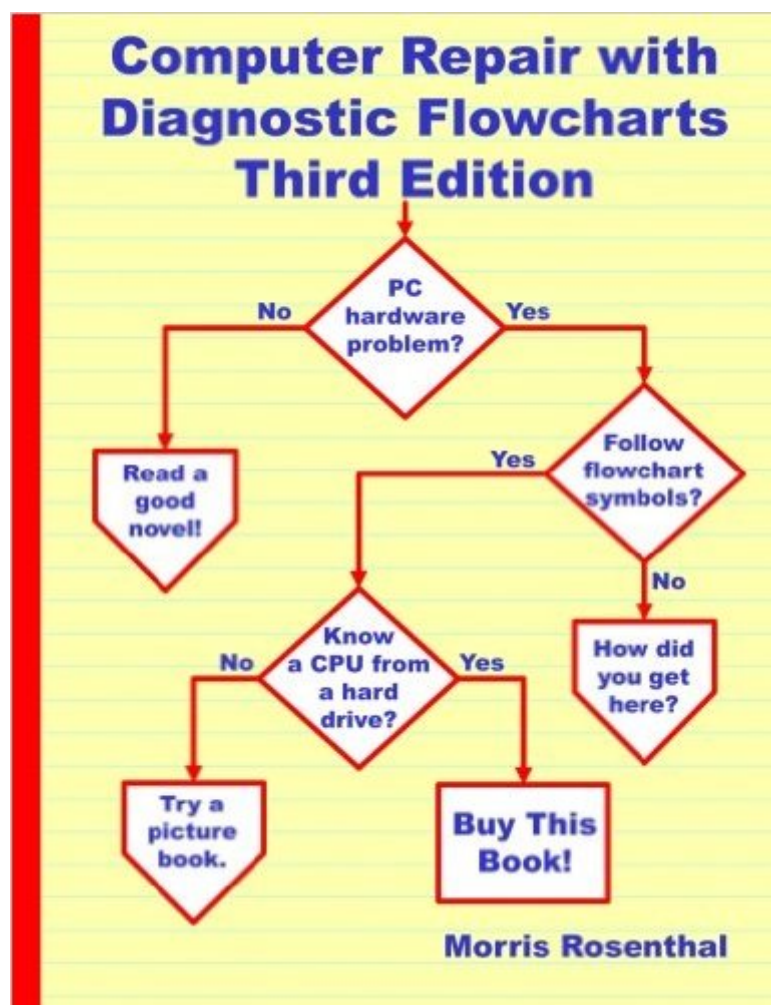 Computer Repair with
Diagnostic Flowcharts
Third Edition
PC
hardware
problem?
No
Yes
Read a
good
novel!
Follow
flowchart
symbols?
Yes
No
How did
you get
here?
Know
a CPU from
a hard
drive?
No
Yes
Try a
picture
book.
Buy This
Book!
Morris Rosenthal